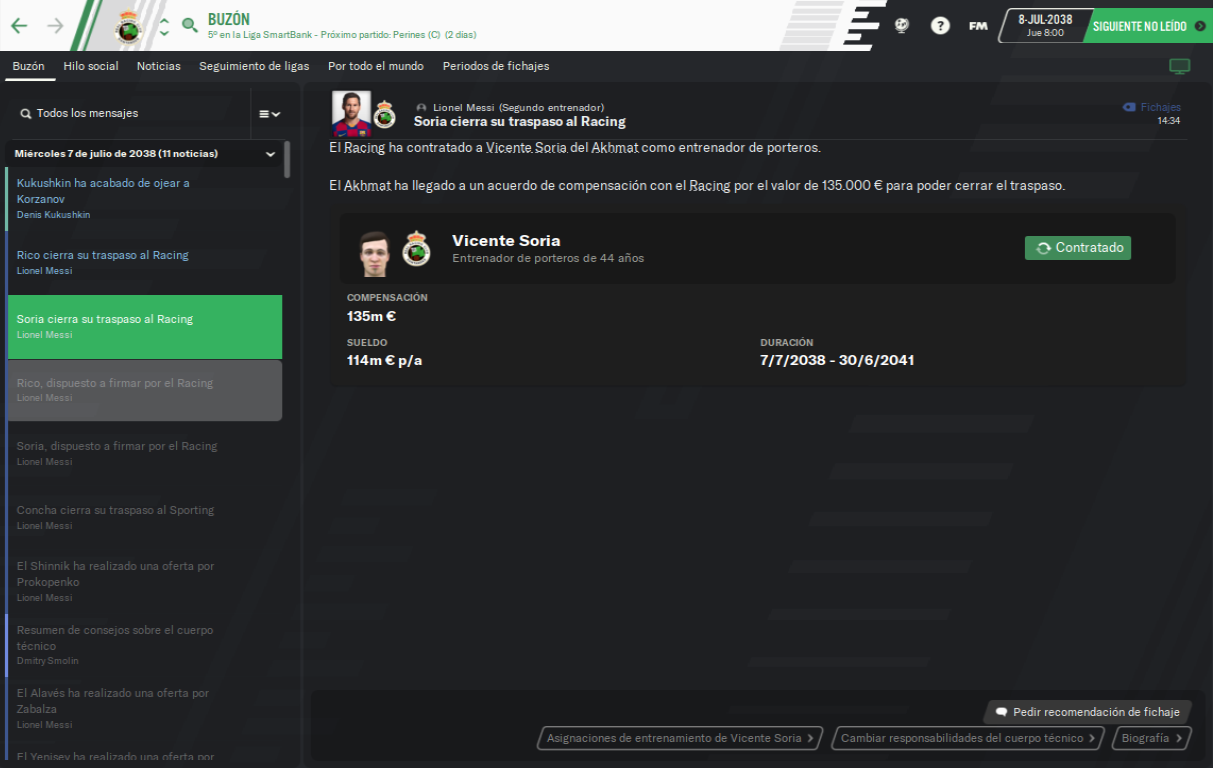 BUZÓN
5º en la Liga SmartBank - Próximo partido: Perines (C) (2 días)
?
FM
8-JUL-2038
Jue 8:00
SIGUIENTE NO LEÍDO
Buzón
Hilo social
Noticias
Seguimiento de ligas
Por todo el mundo
Periodos de fichajes
Todos los mensajes
Miércoles 7 de julio de 2038 (11 noticias)
Kukushkin ha acabado de ojear a
Korzanov
Denis Kukushkin
Rico cierra su traspaso al Racing
Lionel Messi
Soria cierra su traspaso al Racing
Lionel Messi
Rico, dispuesto a firmar por el Racing
Lionel Messi
Soria, dispuesto a firmar por el Racing
Lionel Messi
Concha cierra su traspaso al Sporting
Lionel Messi
El Shinnik ha realizado una oferta por
Prokopenko
Lionel Messi
Resumen de consejos sobre el cuerpo
técnico
Dmitry Smolin
El Alavés ha realizado una oferta por
Zabalza
Lionel Messi
El Yenisey ha realizado una oferta por
Lionel Messi (Segundo entrenador)
Soria cierra su traspaso al Racing
Fichajes
14:34
El Racing ha contratado a Vicente Soria del Akhmat como entrenador de porteros.
El Akhmat ha llegado a un acuerdo de compensación con el Racing por el valor de 135.000 € para poder cerrar el traspaso.
Vicente Soria
Entrenador de porteros de 44 años
Contratado
COMPENSACIÓN
135m €
SUELDO
114m € p/a
DURACIÓN
7/7/2038 - 30/6/2041
Pedir recomendación de fichaje
Asignaciones de entrenamiento de Vicente Soria
Cambiar responsabilidades del cuerpo técnico
Biografía